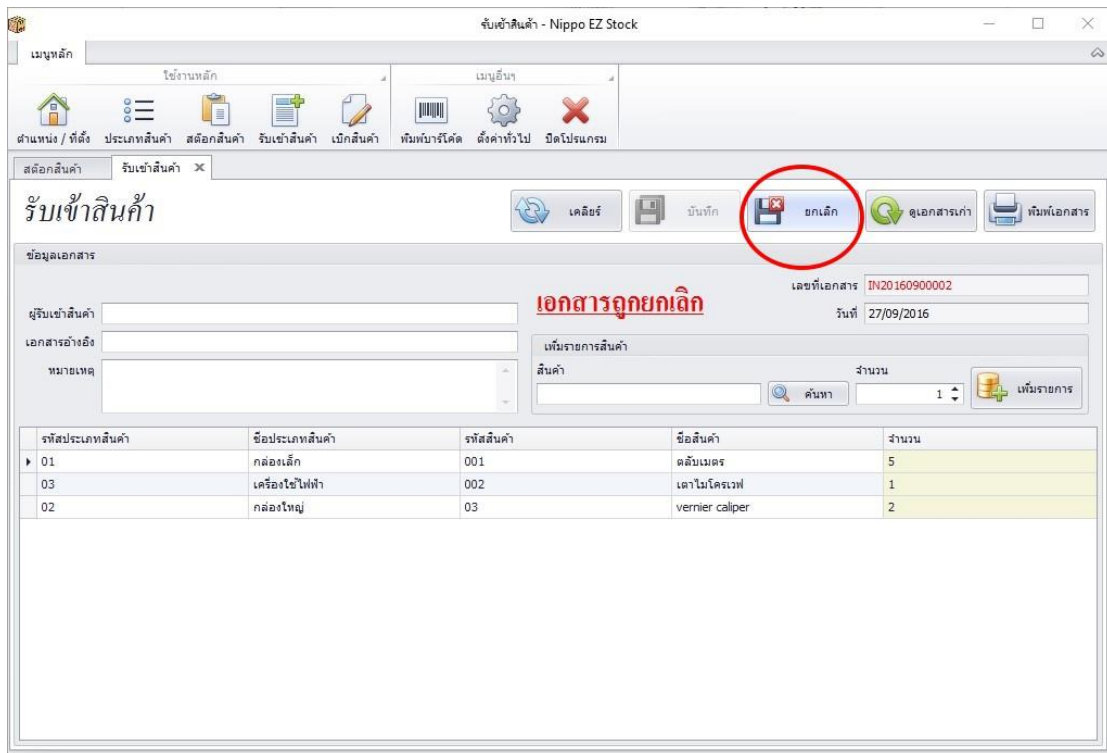 รับเข้าสินค้า - Nippo EZ Stock
เมนูหลัก
ใช้งานหลัก เมนูอื่นๆ
ตำแหน่ง / ที่ตั้ง ประเภทสินค้า สต๊อกสินค้า รับเข้าสินค้า เบิกสินค้า พิมพ์บาร์โค้ด ตั้งค่าทั่วไป ปิดโปรแกรม
สต๊อกสินค้า รับเข้าสินค้า
รับเข้าสินค้า เคลียร์ บันทึก ยกเลิก ดูเอกสารเก่า พิมพ์เอกสาร
ข้อมูลเอกสาร
เลขที่เอกสาร IN20160900002
เอกสารถูกยกเลิก
ผู้รับเข้าสินค้า วันที่ 27/09/2016
เอกสารอ้างอิง เพิ่มรายการสินค้า
หมายเหตุ สินค้า จำนวน
ค้นหา 1 เพิ่มรายการ
รหัสประเภทสินค้า ชื่อประเภทสินค้า รหัสสินค้า ชื่อสินค้า จำนวน
01 กล่องเล็ก 001 ตลับเมตร 5
03 เครื่องใช้ไฟฟ้า 002 เตาไมโครเวฟ 1
02 กล่องใหญ่ 03 vernier caliper 2